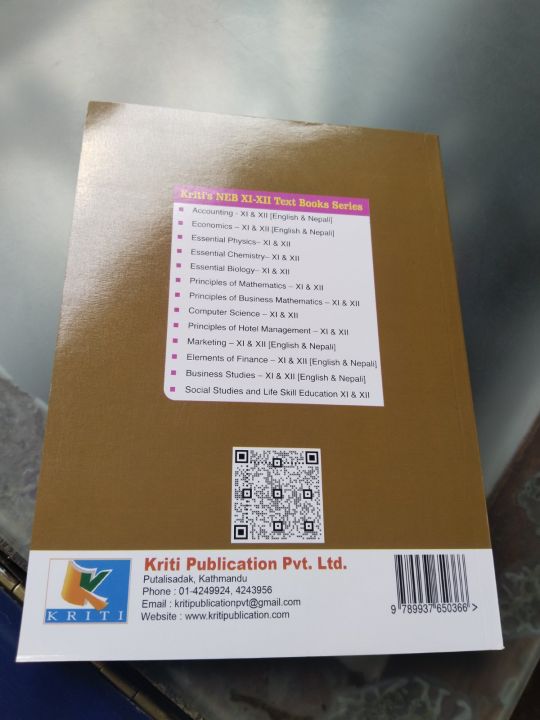 Kriti's NEB XI-XII Text Books Series
Accounting - XI & XII [English & Nepali]
Economics – XI & XII [English & Nepali]
Essential Physics– XI & XII
Essential Chemistry– XI & XII
Essential Biology– XI & XII
Principles of Mathematics – XI & XII
Principles of Business Mathematics – XI & XII
Computer Science – XI & XII
Principles of Hotel Management – XI & XII
Marketing – XI & XII [English & Nepali]
Elements of Finance – XI & XII [English & Nepali]
Business Studies – XI & XII [English & Nepali]
Social Studies and Life Skill Education XI & XII
KRITI
Kriti Publication Pvt. Ltd.
Putalisadak, Kathmandu
Phone : 01-4249924, 4243956
Email : kritipublicationpvt@gmail.com
Website : www.kritipublication.com
9 789937 650366 >